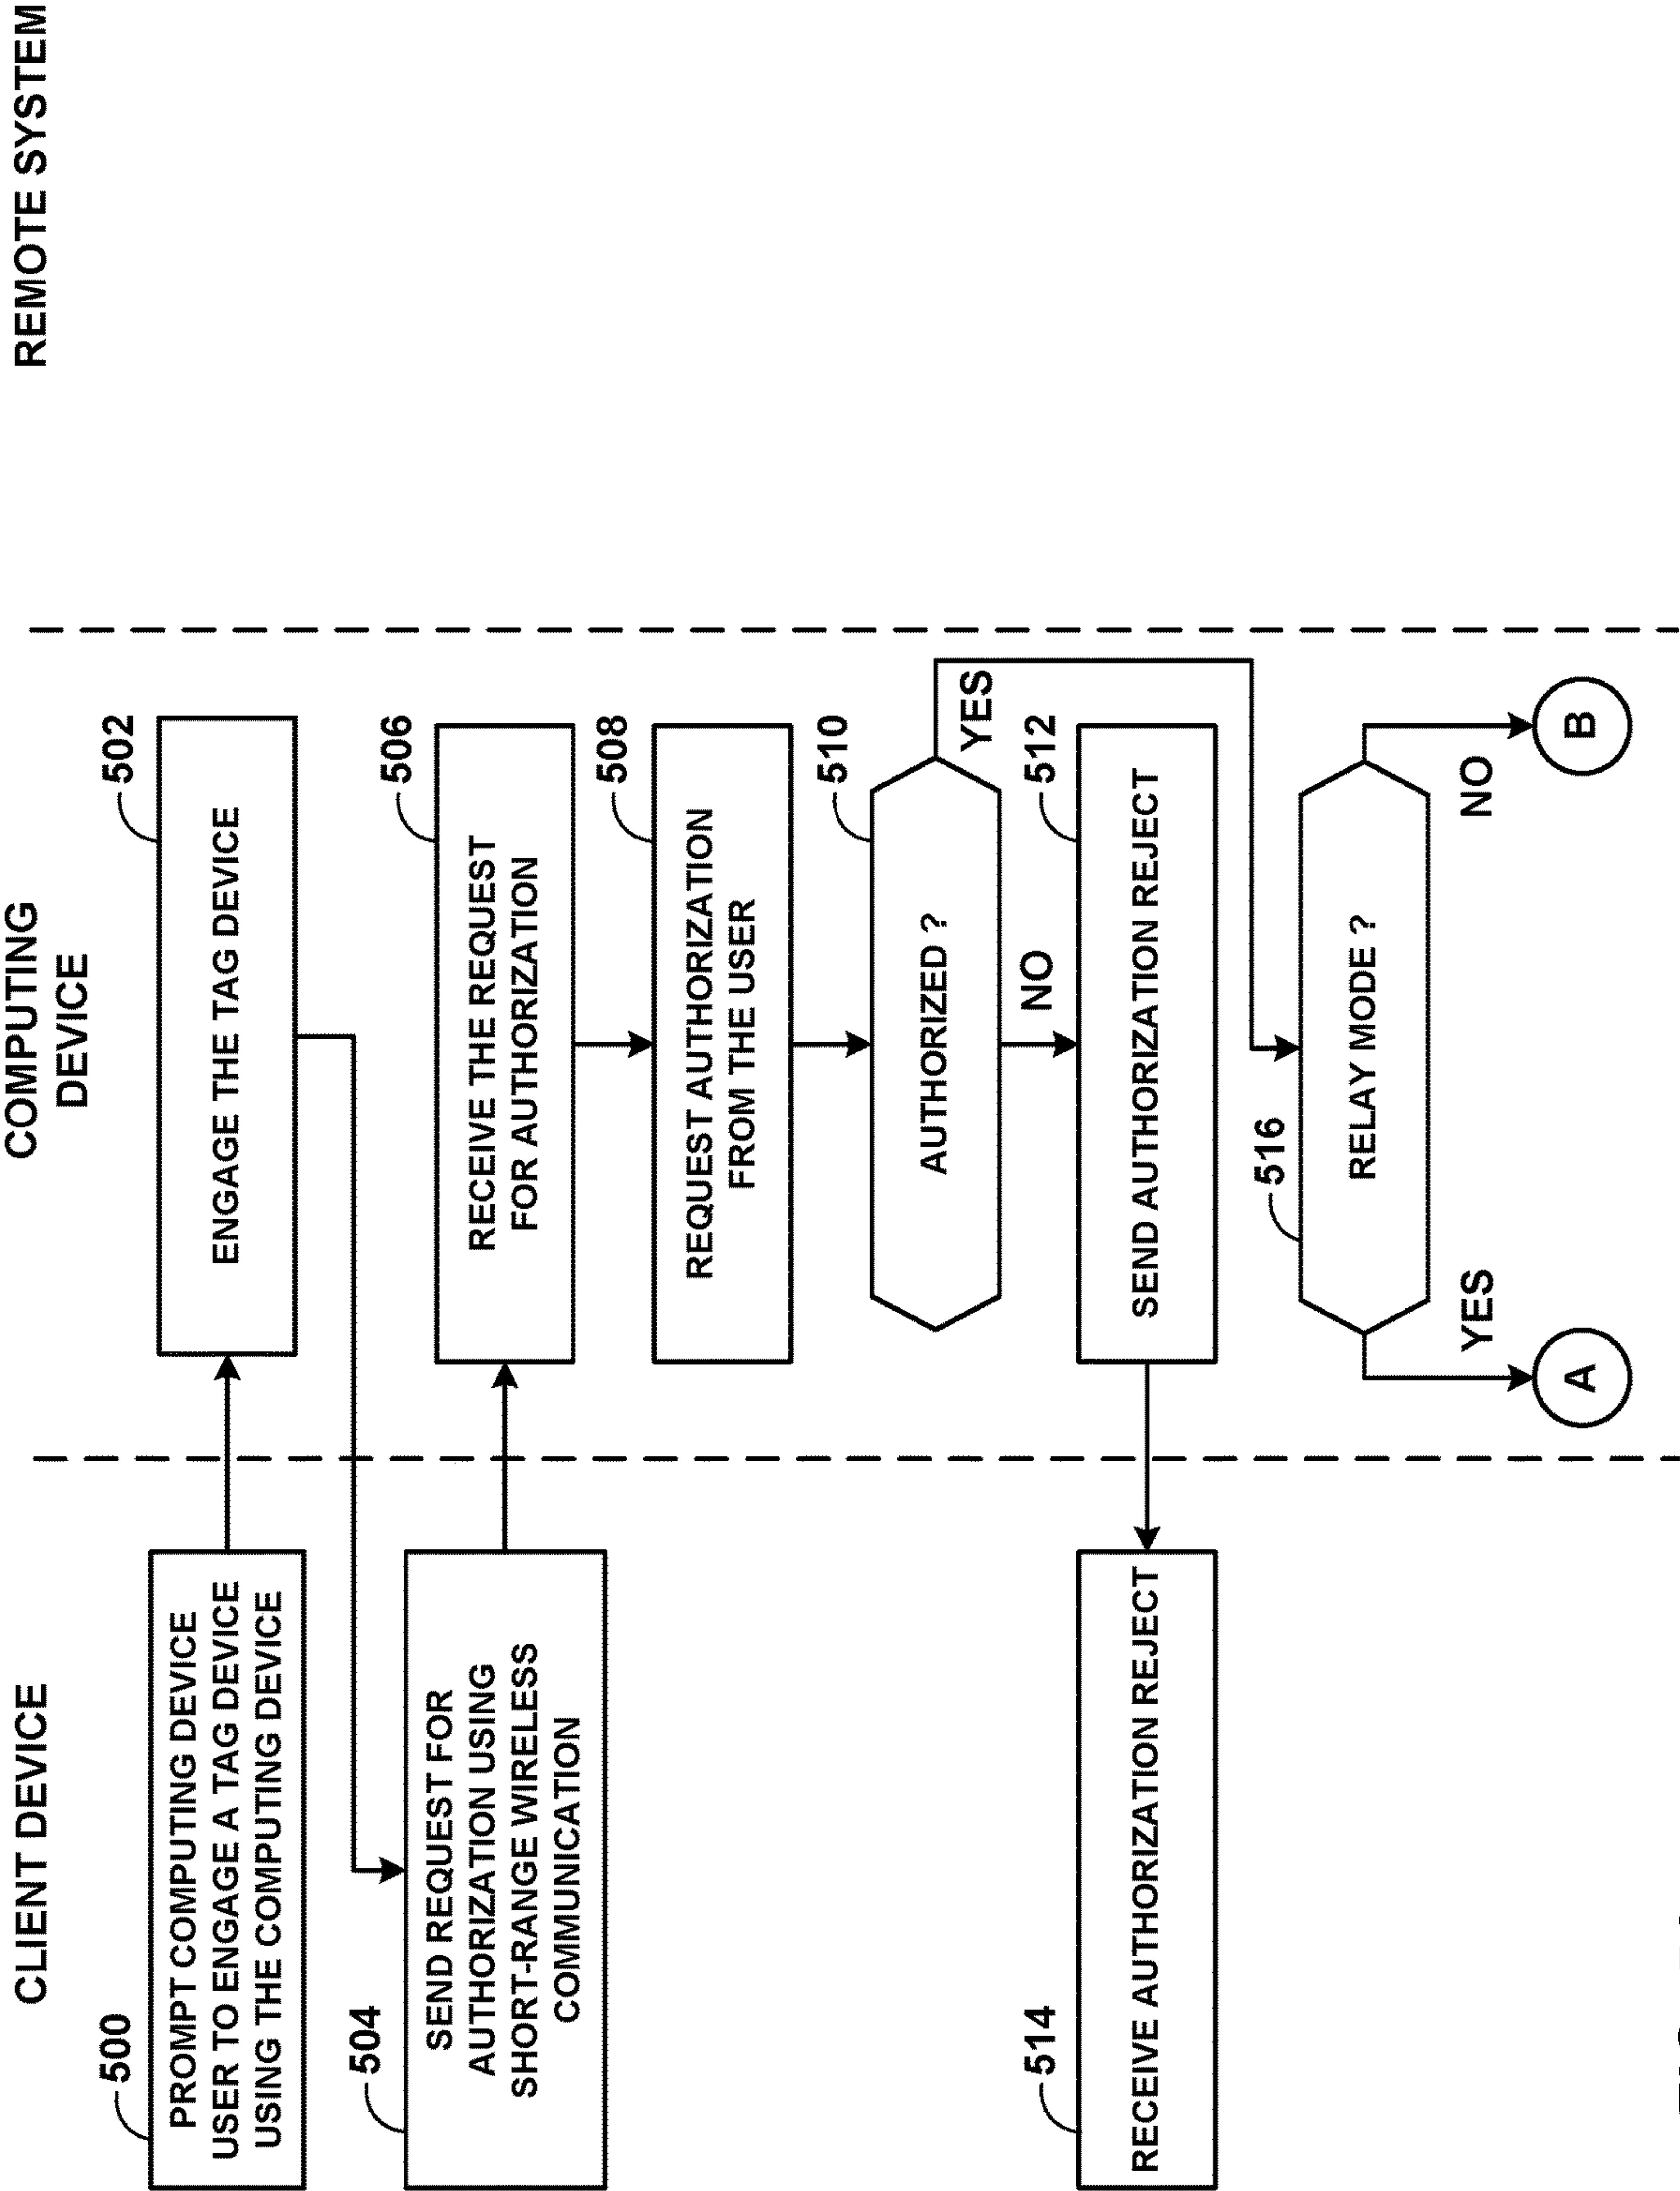 CLIENT DEVICE
COMPUTING
DEVICE
REMOTE SYSTEM
500
PROMPT COMPUTING DEVICE
USER TO ENGAGE A TAG DEVICE
USING THE COMPUTING DEVICE
502
ENGAGE THE TAG DEVICE
504
SEND REQUEST FOR
AUTHORIZATION USING
SHORT-RANGE WIRELESS
COMMUNICATION
506
RECEIVE THE REQUEST
FOR AUTHORIZATION
508
REQUEST AUTHORIZATION
FROM THE USER
510
AUTHORIZED ?
YES
NO
512
SEND AUTHORIZATION REJECT
514
RECEIVE AUTHORIZATION REJECT
516
RELAY MODE ?
YES
NO
A
B